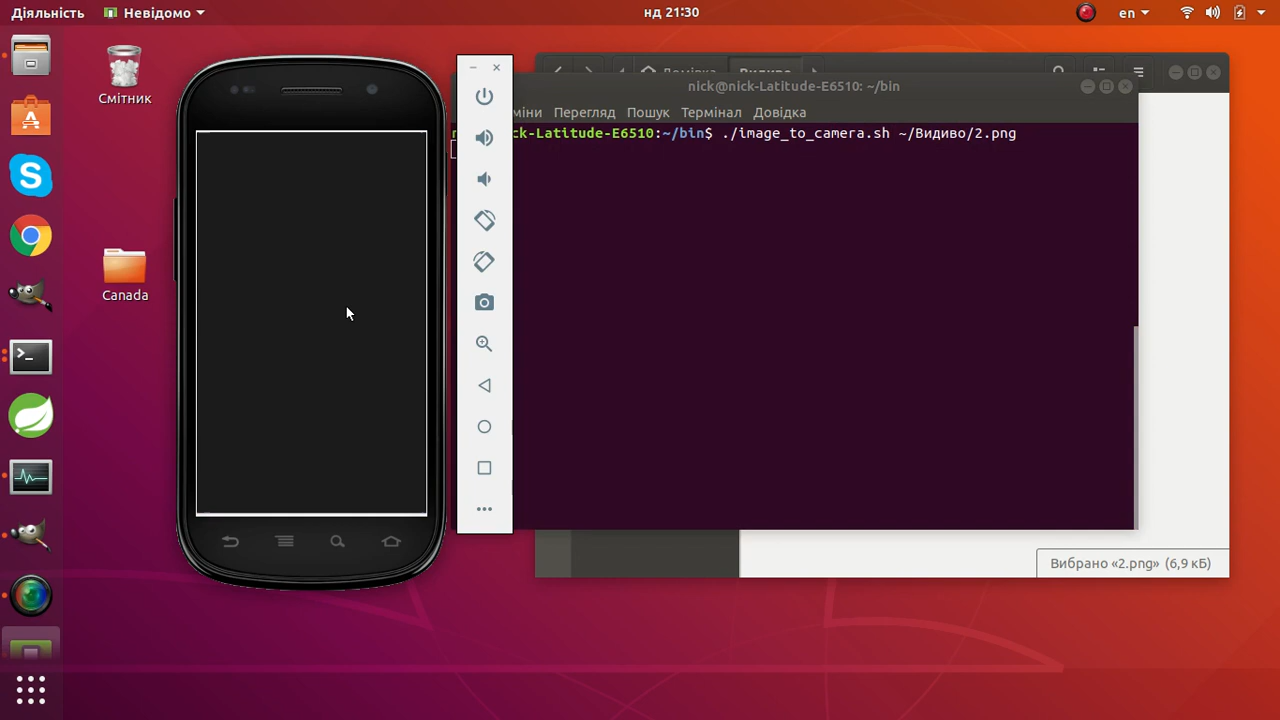 Діяльність
Невідомо
нд 21:30
en
Смітник
Canada
Домівка
nick@nick-Latitude-E6510: ~/bin
Перегляд Пошук Термінал Довідка
ck-Latitude-E6510:~/bin$ ./image_to_camera.sh ~/Видиво/2.png
Вибрано «2.png» (6,9 кБ)